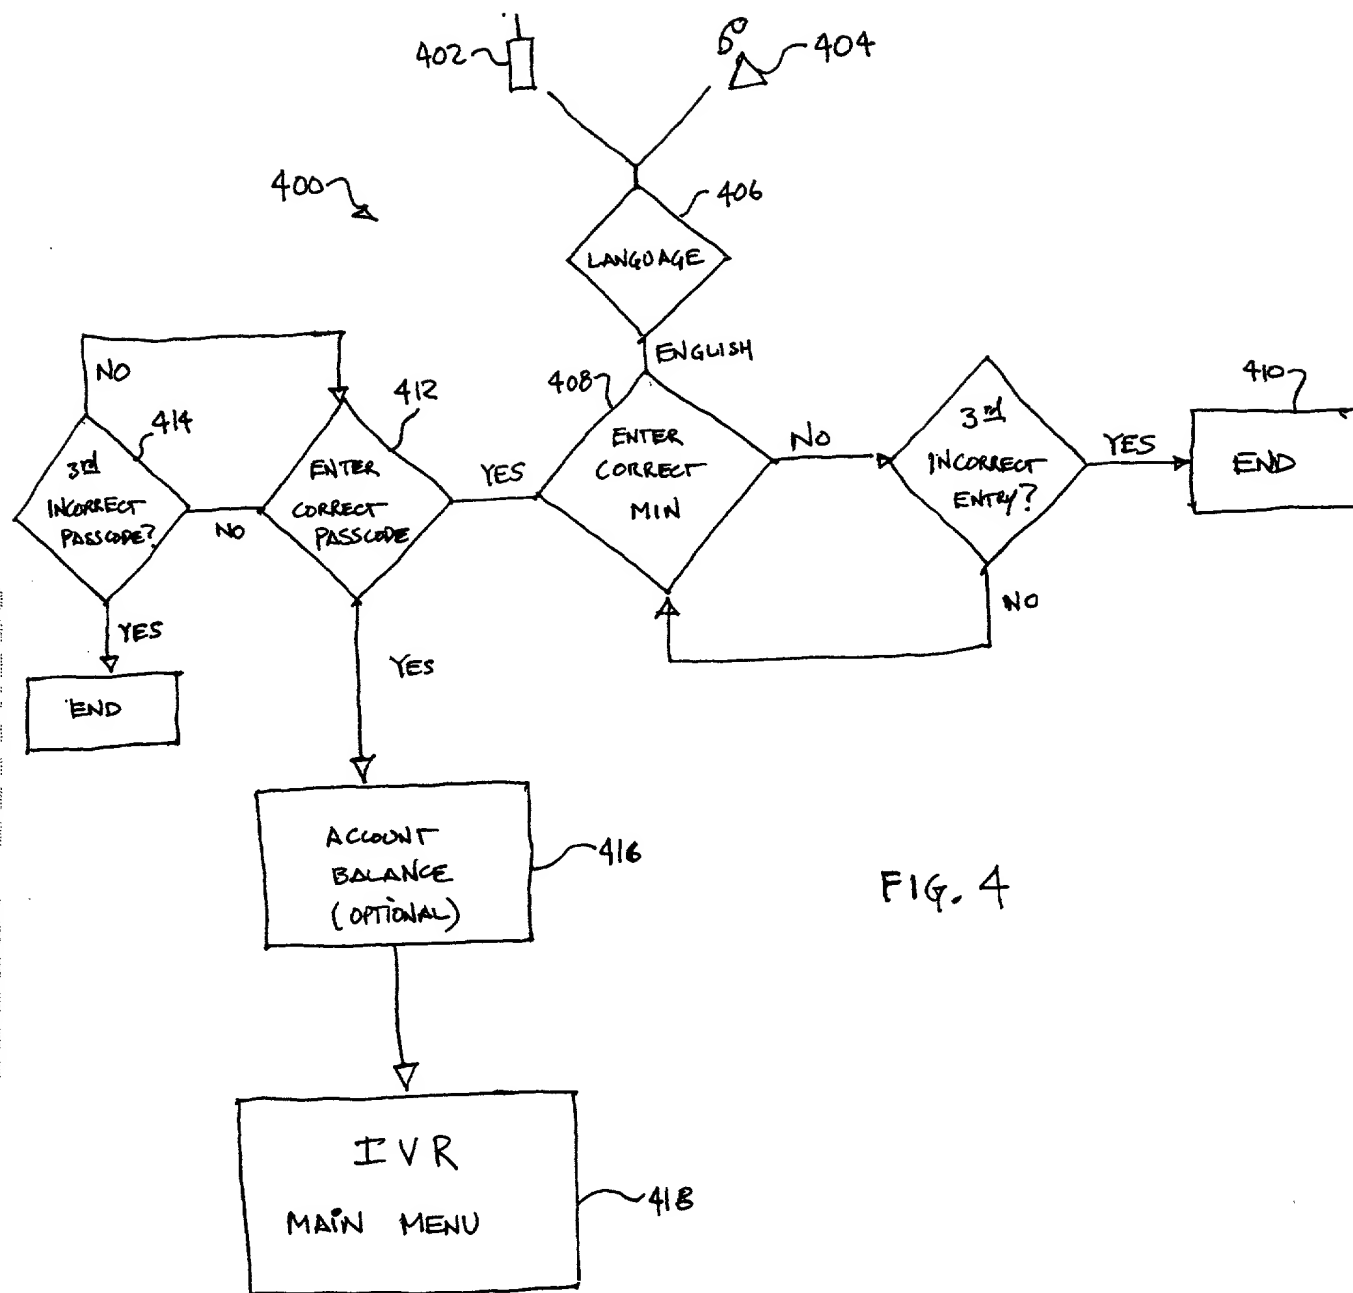 402
404
400
406
LANGUAGE
ENGLISH
408
410
NO
412
414
3rd
INCORRECT
PASSCODE?
NO
ENTER
CORRECT
PASSCODE
YES
ENTER
CORRECT
MIN
NO
3rd
INCORRECT
ENTRY?
YES
END
NO
YES
END
YES
ACCOUNT
BALANCE
(OPTIONAL)
416
FIG. 4
IVR
MAIN MENU
418